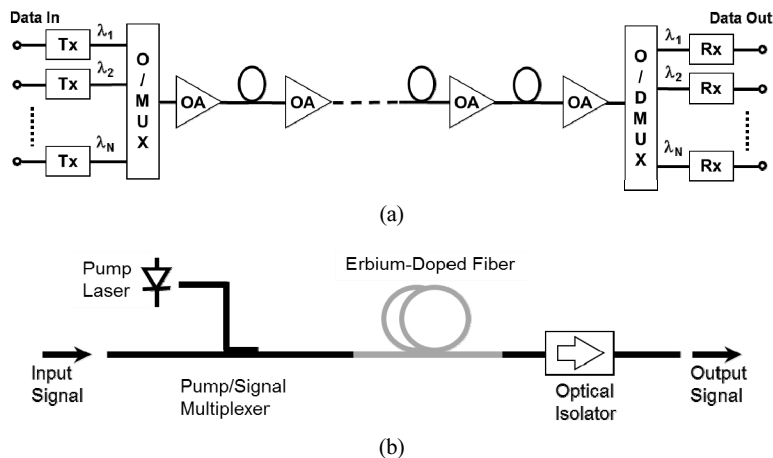 Data In
Data Out
Tx
λ1
Tx
λ2
Tx
λN
O/MUX
OA
OA
OA
OA
O/DMUX
λ1
Rx
λ2
Rx
λN
Rx
(a)
Pump
Laser
Erbium-Doped Fiber
Input
Signal
Pump/Signal
Multiplexer
Optical
Isolator
Output
Signal
(b)